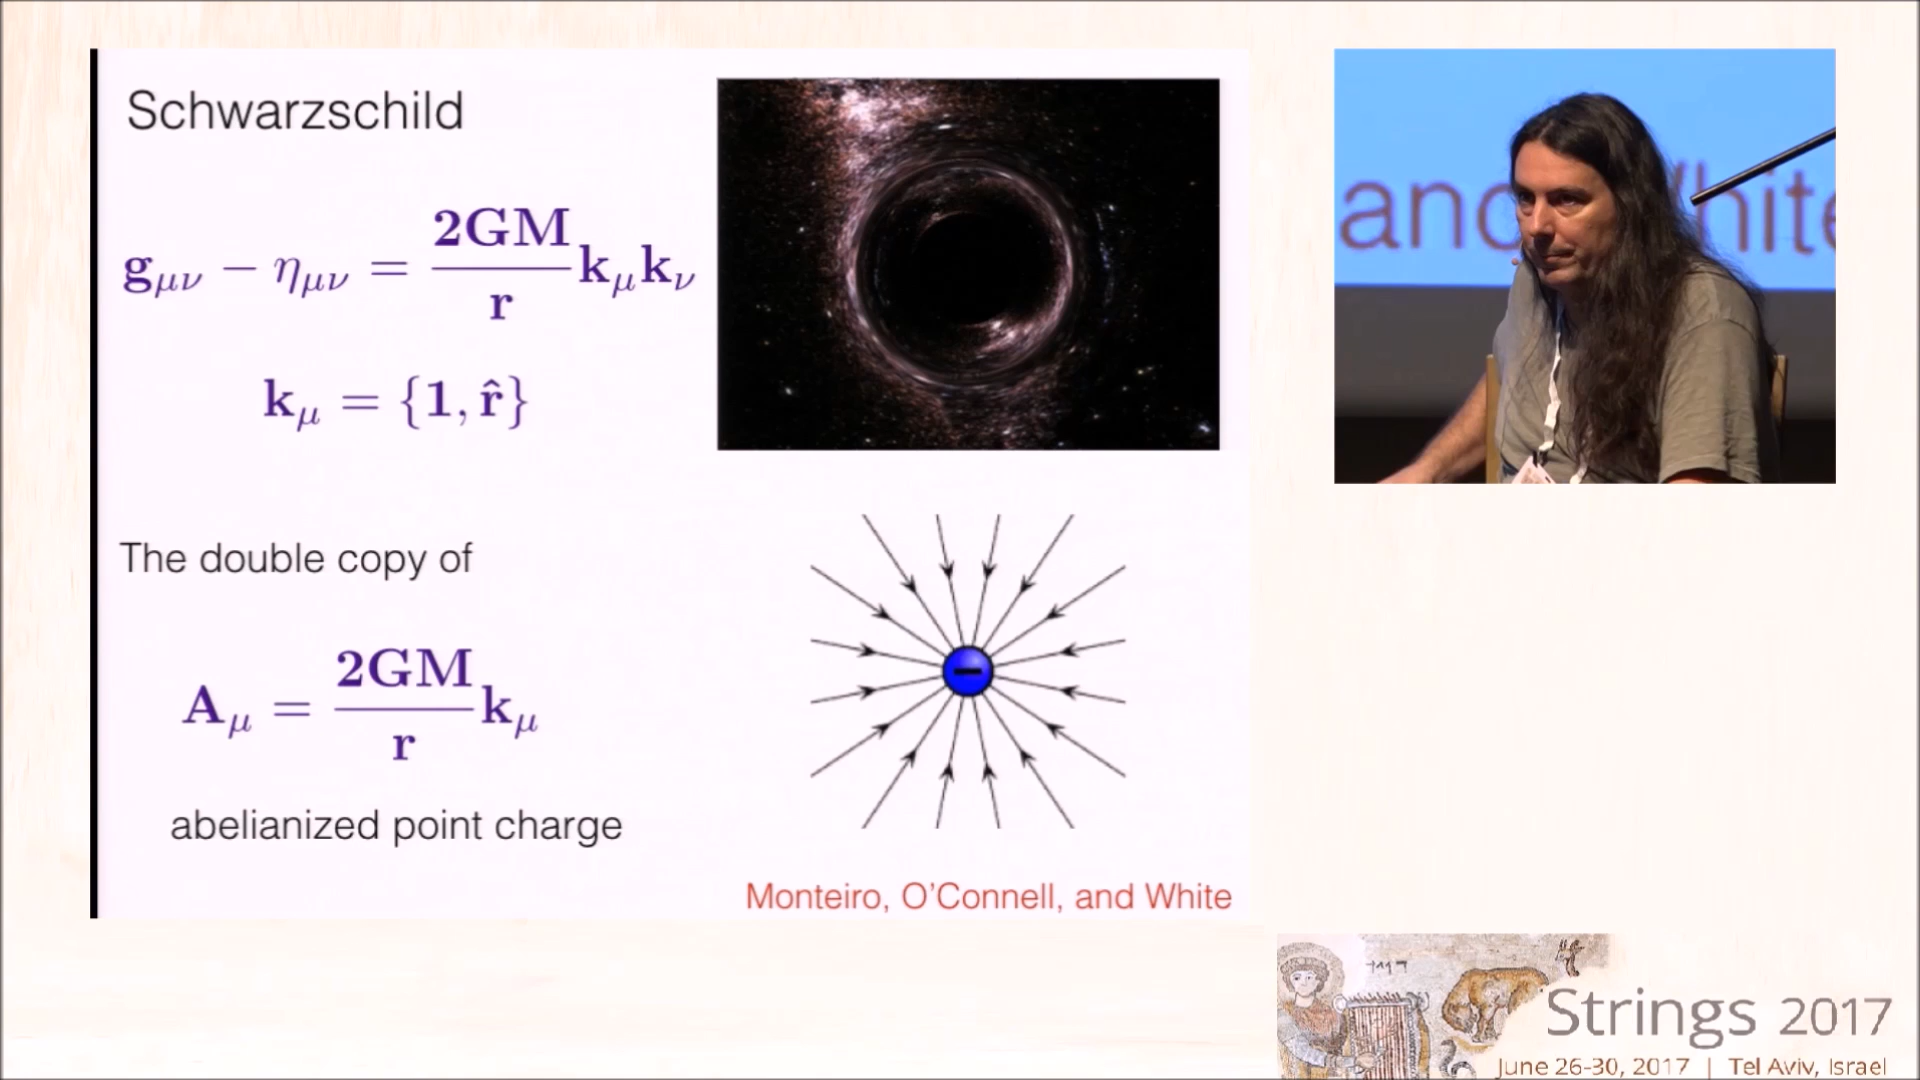 Schwarzschild
g_{μν} − η_{μν} = 2GM/r k_μ k_ν
k_μ = {1, r̂}
The double copy of
A_μ = 2GM/r k_μ
abelianized point charge
Monteiro, O'Connell, and White
and White
Strings 2017
June 26-30, 2017 | Tel Aviv, Israel